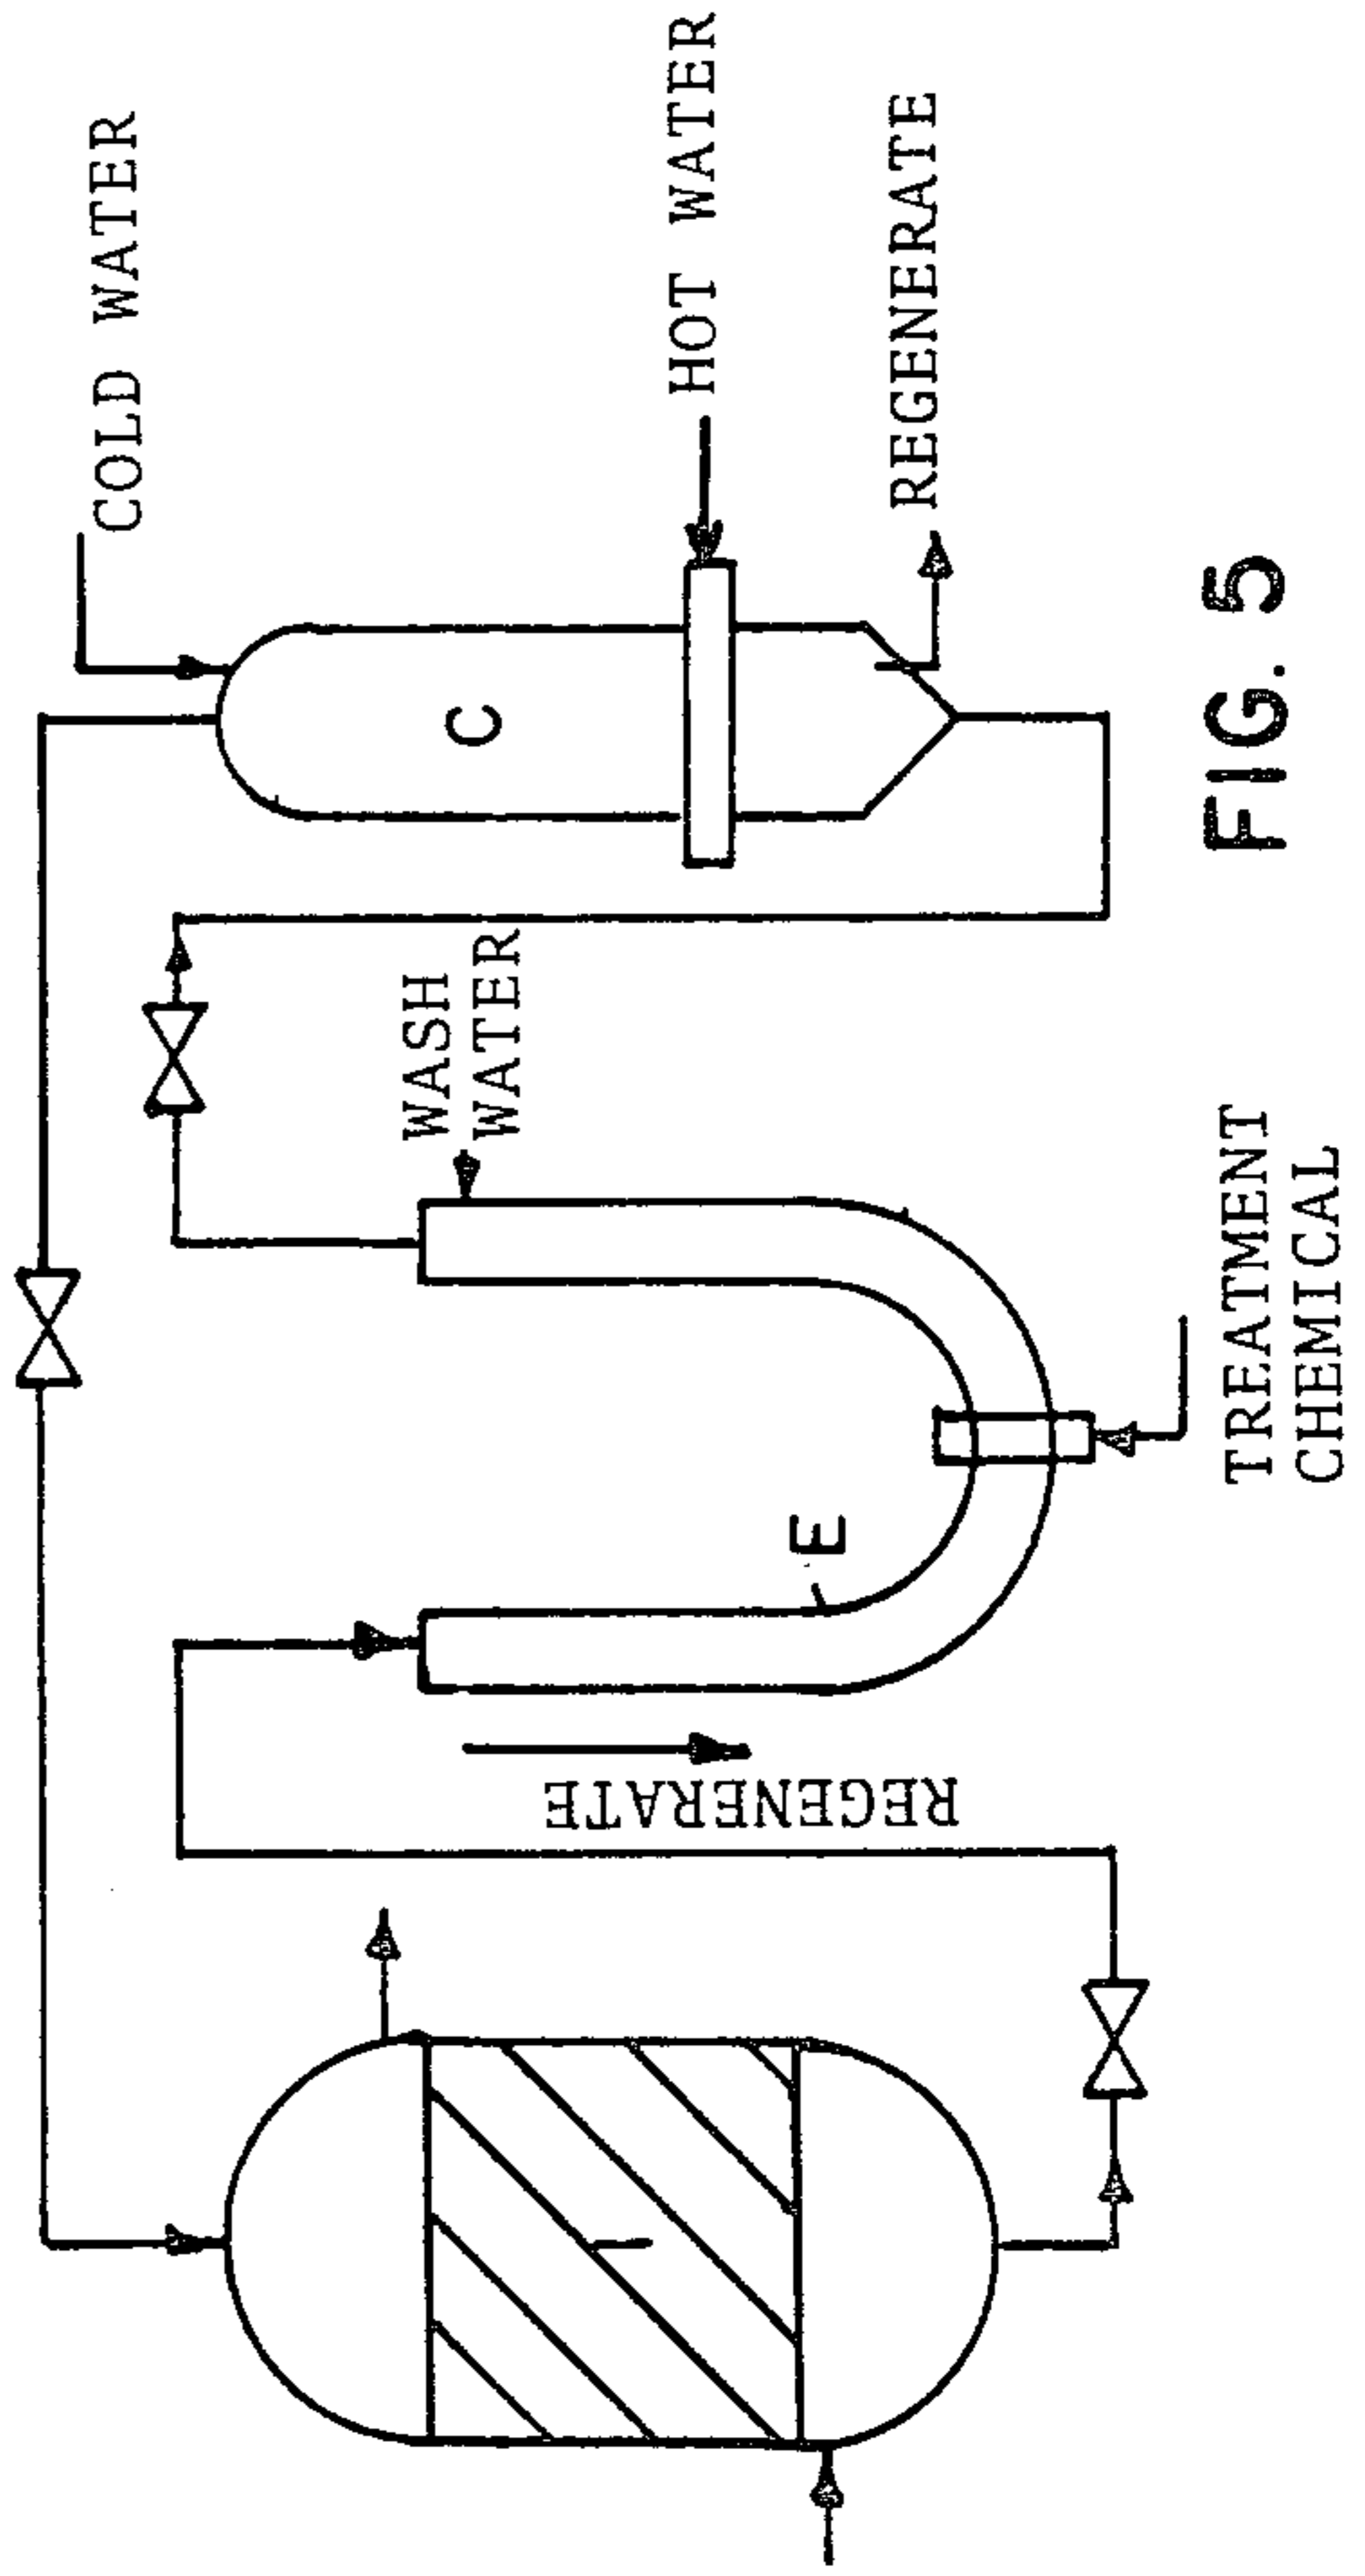 COLD WATER
HOT WATER
REGENERATE
C
WASH
WATER
E
REGENERATE
TREATMENT
CHEMICAL
FIG. 5